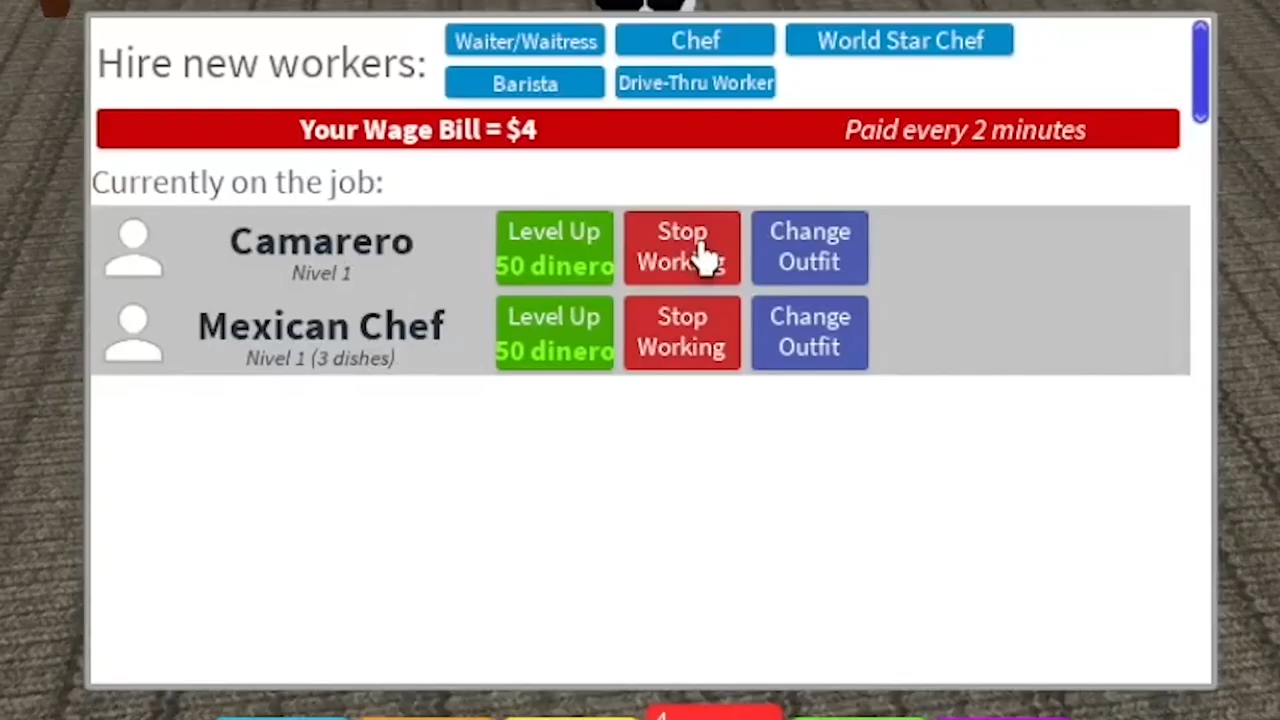 Hire new workers:
Waiter/Waitress
Chef
World Star Chef
Barista
Drive-Thru Worker
Your Wage Bill = $4
Paid every 2 minutes
Currently on the job:
Camarero
Nivel 1
Level Up
50 dinero
Stop
Working
Change
Outfit
Mexican Chef
Nivel 1 (3 dishes)
Level Up
50 dinero
Stop
Working
Change
Outfit